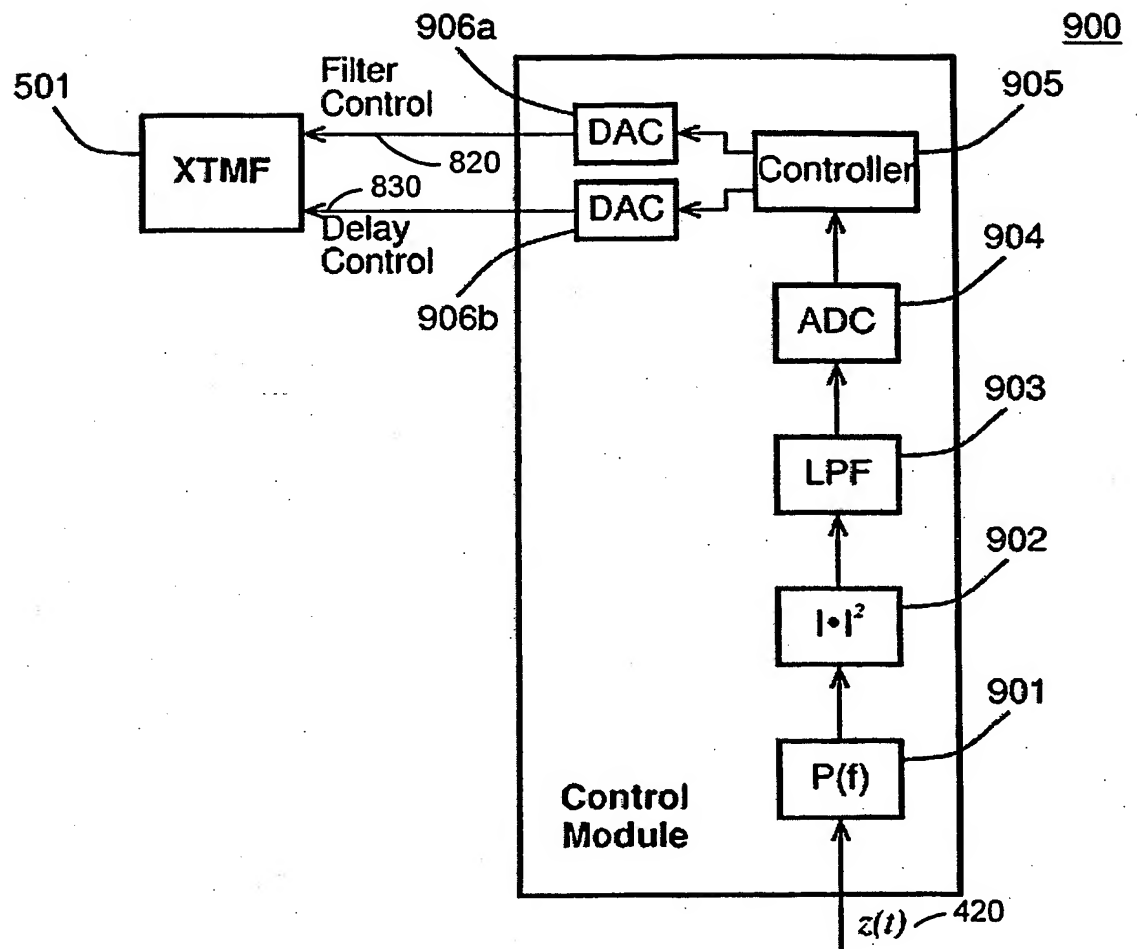 900
906a
501
Filter
Control
905
DAC
Controller
XTMF
820
830
DAC
Delay
Control
904
906b
ADC
903
LPF
902
|•|²
901
P(f)
Control
Module
z(t)
420